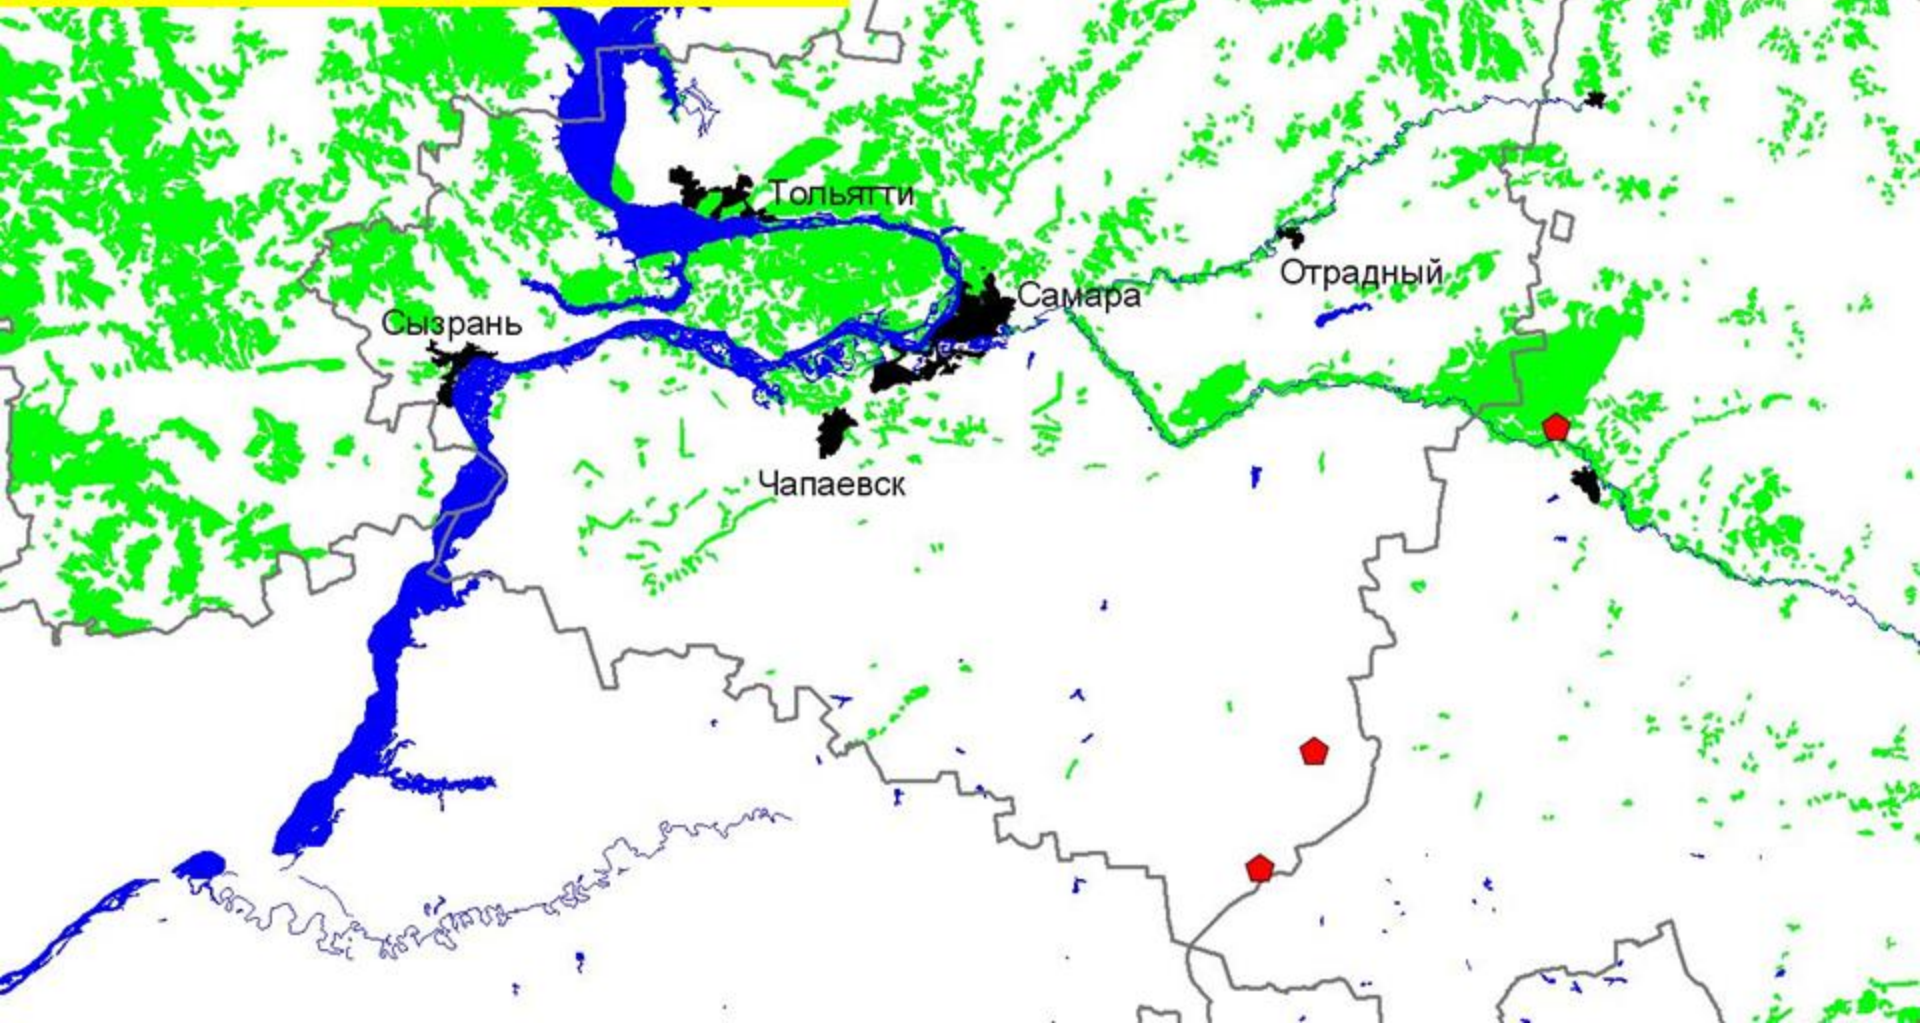 Тольятти
Отрадный
Самара
Сызрань
Чапаевск